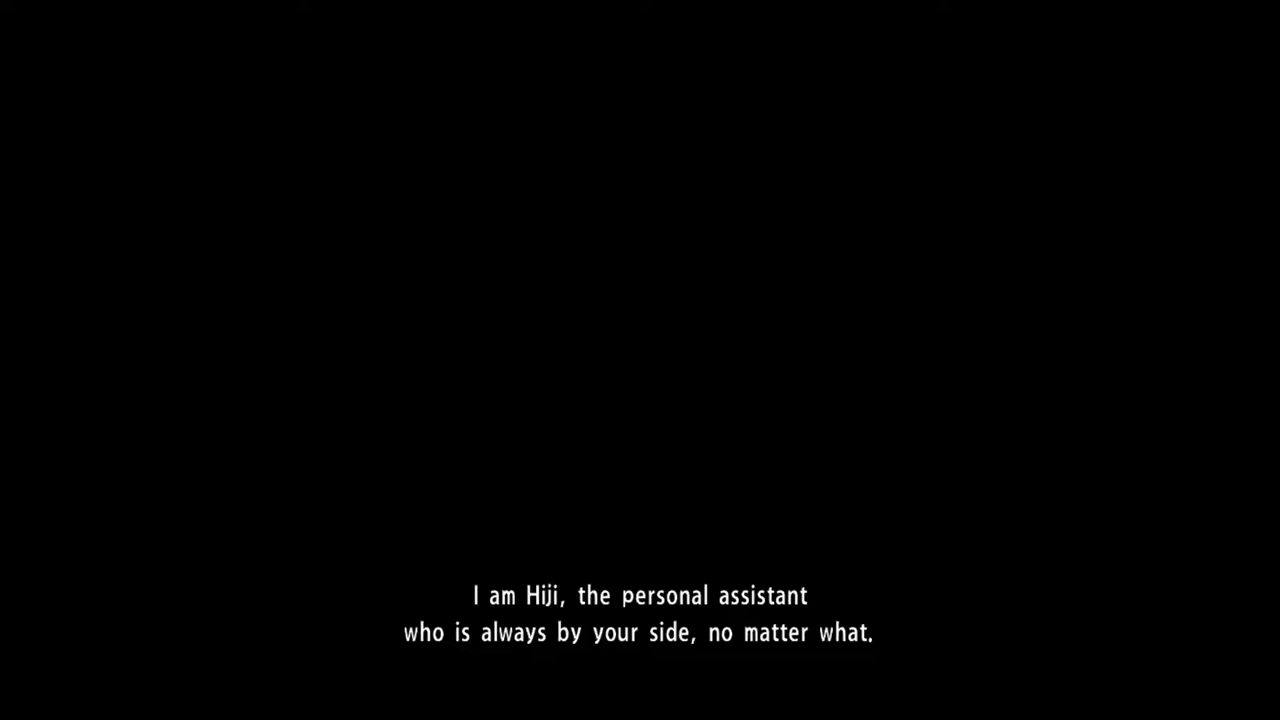 I am Hiji, the personal assistant
who is always by your side, no matter what.